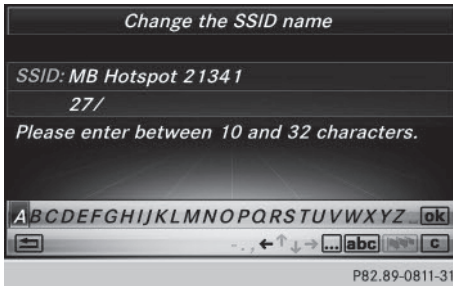 Change the SSID name
SSID: MB Hotspot 21341
27/
Please enter between 10 and 32 characters.
ABCDEFGHIJKLMNOPQRSTUVWXYZ _ ok
- . , ←↑↓→ ... abc c
P82.89-0811-31